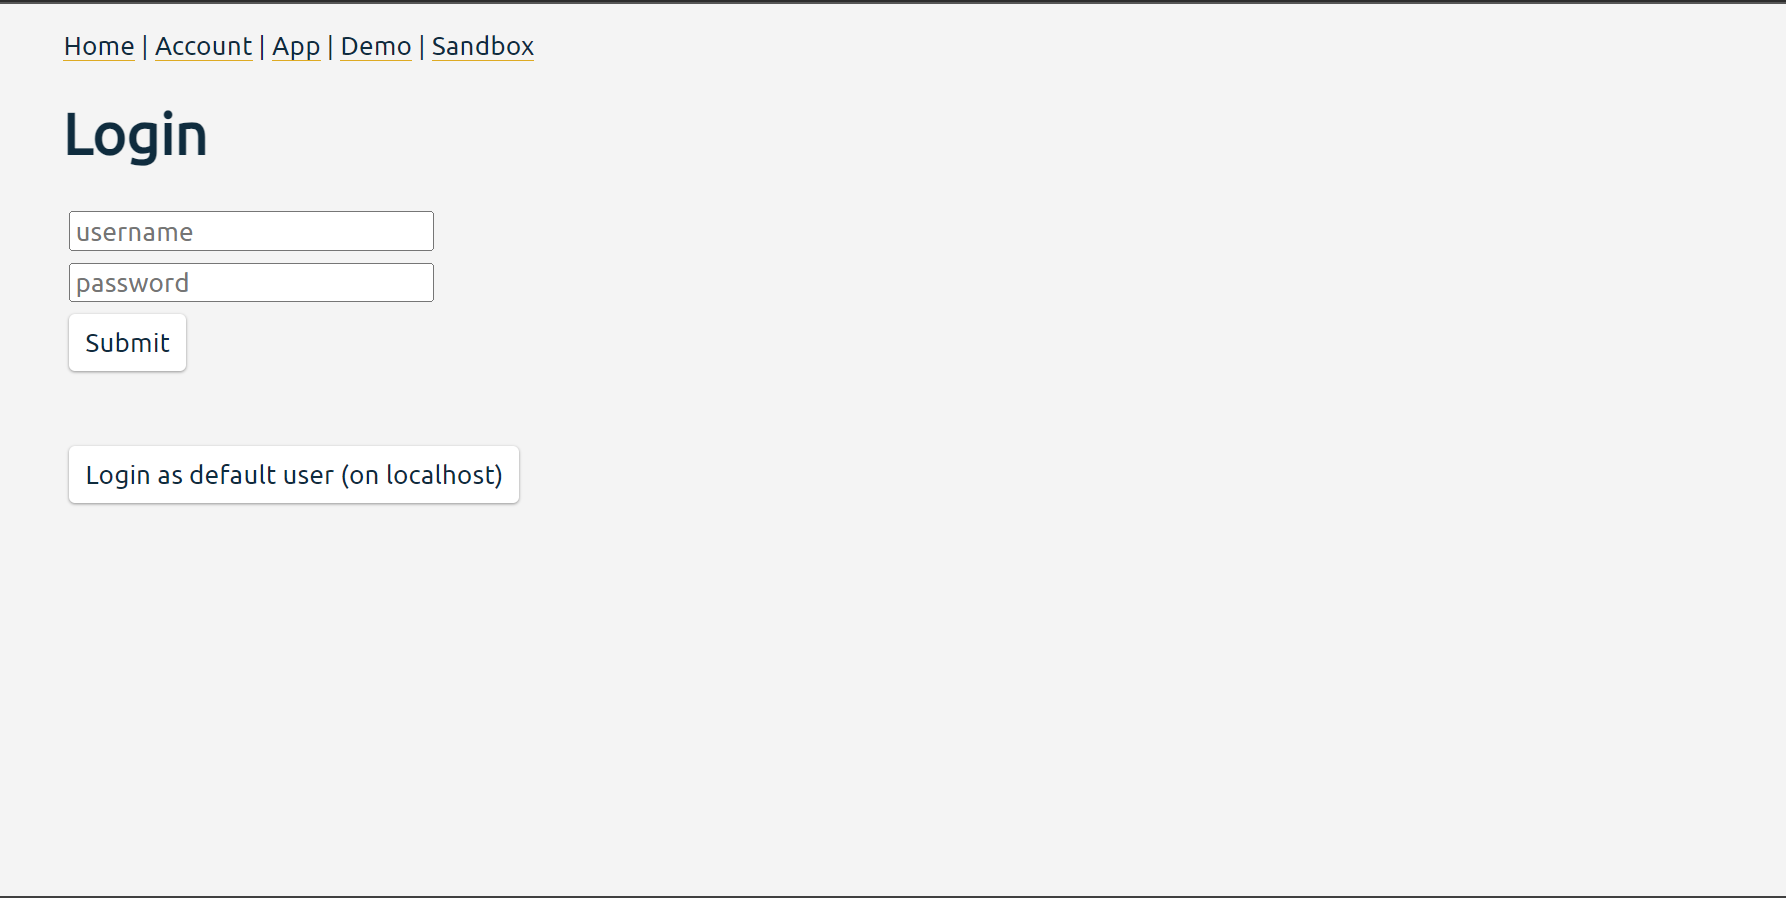 Home | Account | App | Demo | Sandbox
Login
username
password
Submit
Login as default user (on localhost)